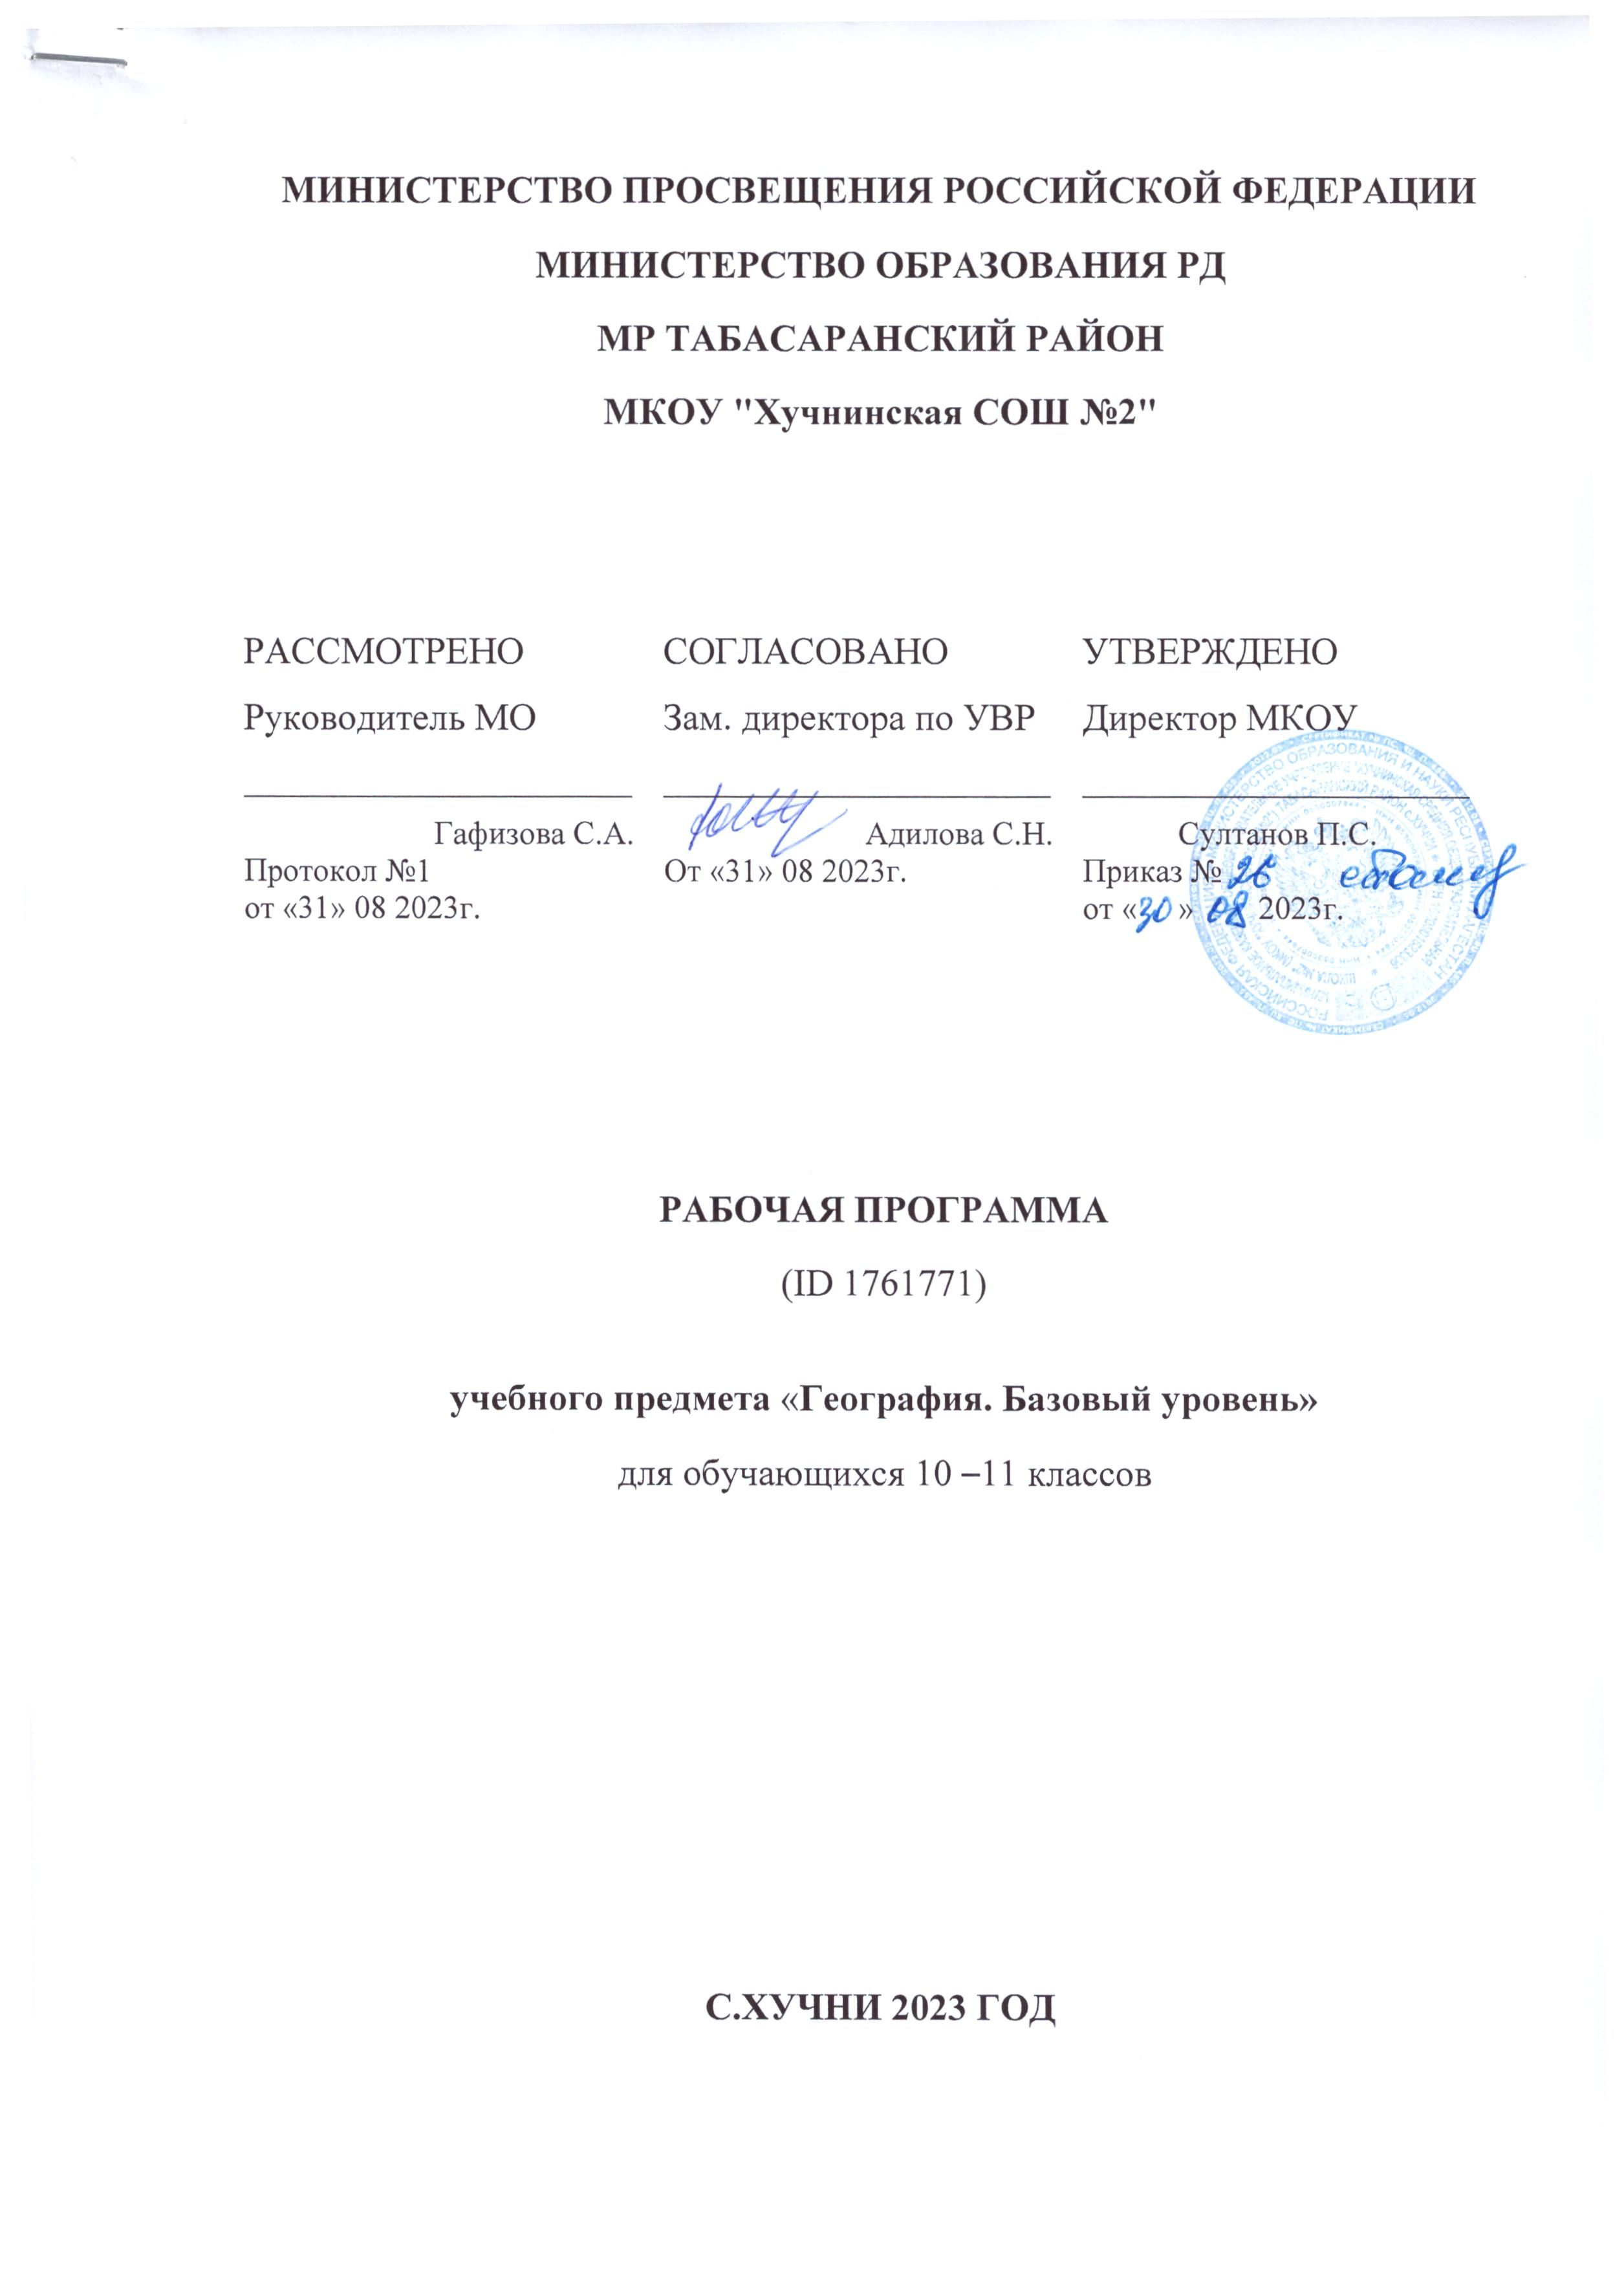 МИНИСТЕРСТВО ПРОСВЕЩЕНИЯ РОССИЙСКОЙ ФЕДЕРАЦИИ
МИНИСТЕРСТВО ОБРАЗОВАНИЯ РД
МР ТАБАСАРАНСКИЙ РАЙОН
МКОУ "Хучнинская СОШ №2"
РАССМОТРЕНО
Руководитель МО
Гафизова С.А.
Протокол №1
от «31» 08 2023г.
СОГЛАСОВАНО
Зам. директора по УВР
Адилова С.Н.
От «31» 08 2023г.
УТВЕРЖДЕНО
Директор МКОУ
Султанов П.С.
Приказ № 26
от «30» 08 2023г.
РАБОЧАЯ ПРОГРАММА
(ID 1761771)
учебного предмета «География. Базовый уровень»
для обучающихся 10 –11 классов
С.ХУЧНИ 2023 ГОД